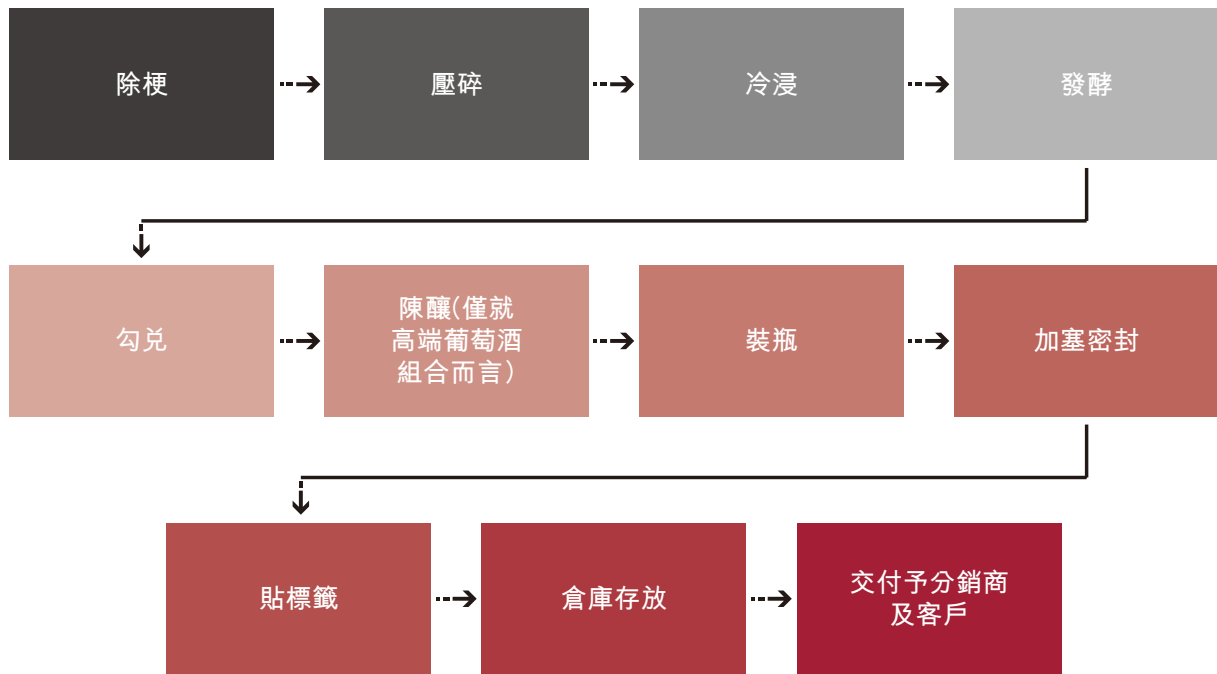 除梗
壓碎
冷浸
發酵
勾兑
陳釀(僅就
高端葡萄酒
組合而言)
裝瓶
加塞密封
貼標籤
倉庫存放
交付予分銷商
及客戶